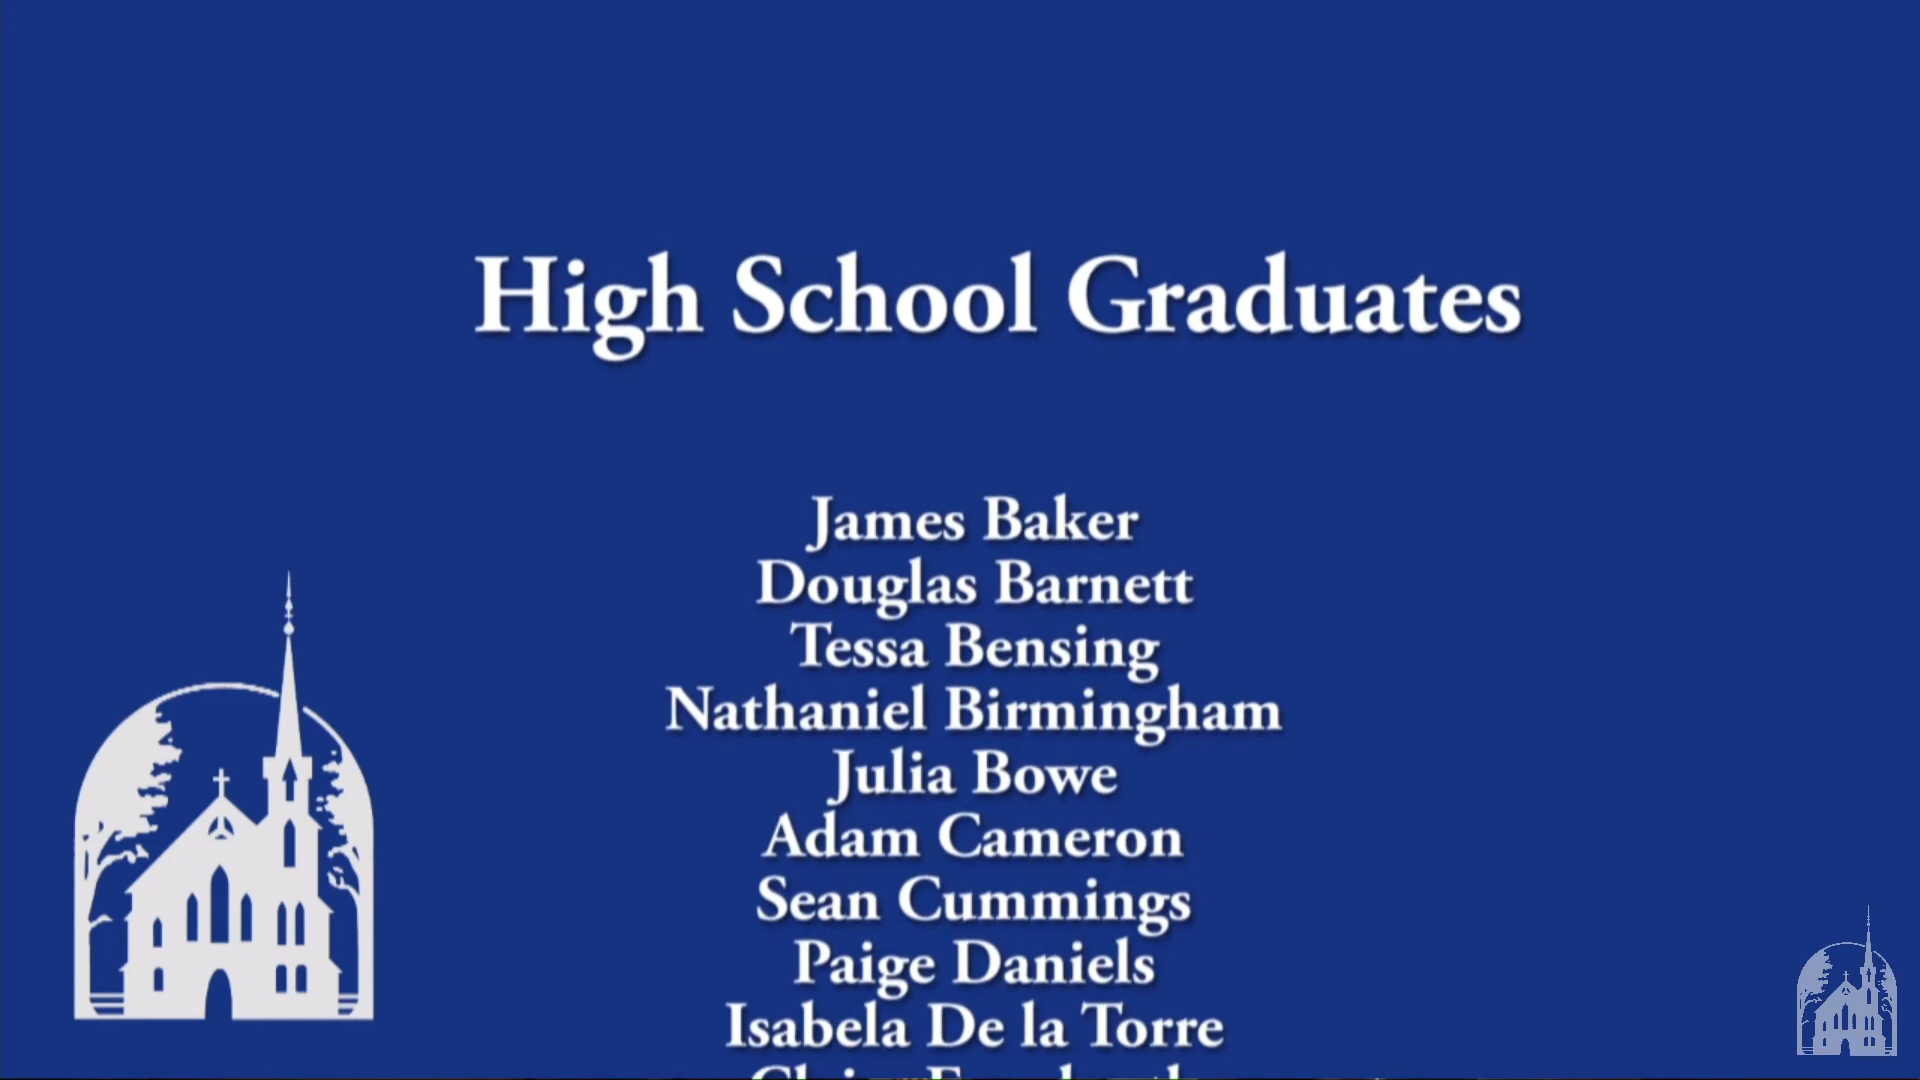 High School Graduates
James Baker
Douglas Barnett
Tessa Bensing
Nathaniel Birmingham
Julia Bowe
Adam Cameron
Sean Cummings
Paige Daniels
Isabela De la Torre